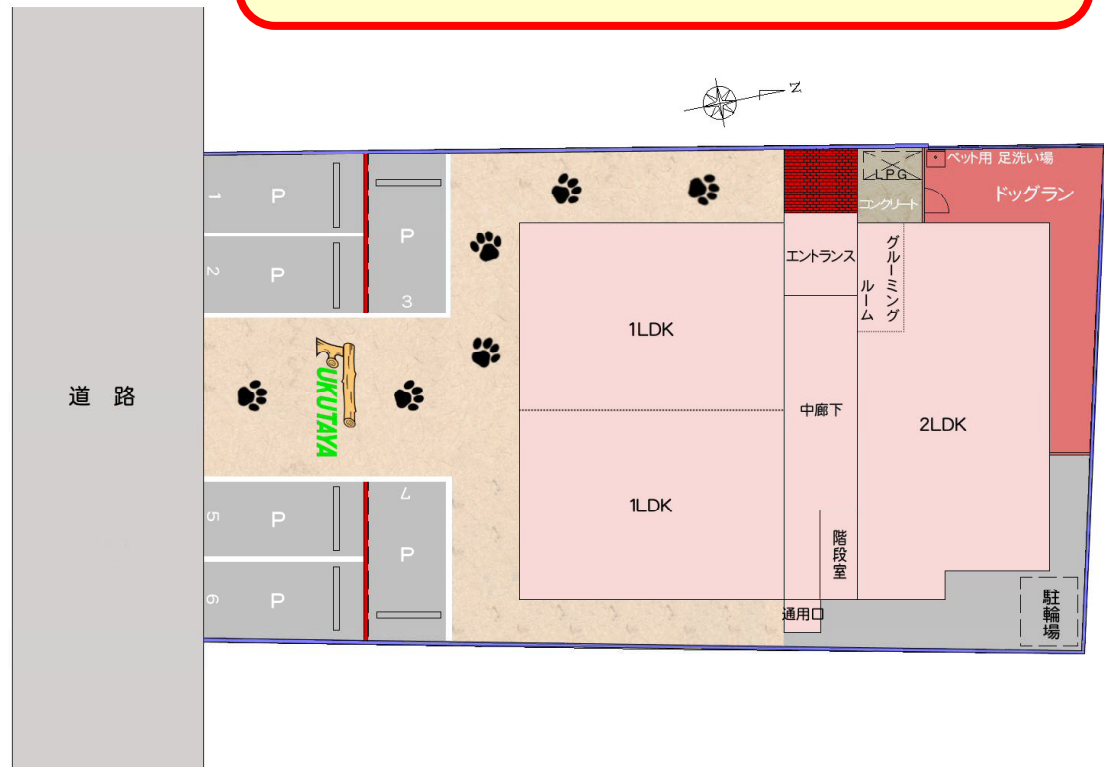 N
ペット用 足洗い場
LPG
ドッグラン
コンクリート
1
P
P
2
P
3
エントランス
グルーミング
ルーム
1LDK
UKUTAYA
道 路
中廊下
2LDK
1LDK
5
P
7
P
階段室
6
P
通用口
駐輪場